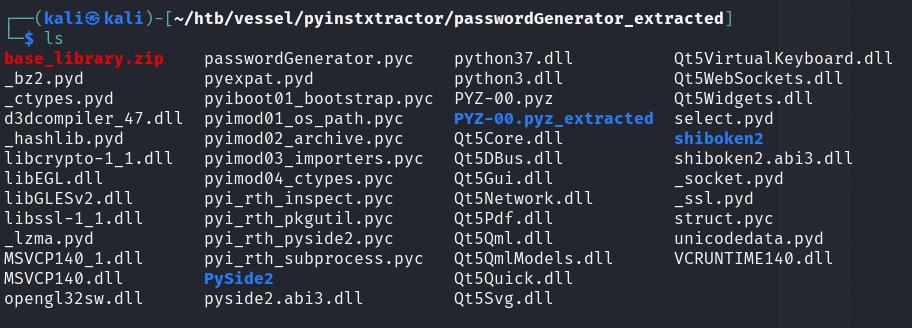 ┌──(kali㉿kali)-[~/htb/vessel/pyinstxtractor/passwordGenerator_extracted]
└─$ ls
base_library.zip passwordGenerator.pyc python37.dll Qt5VirtualKeyboard.dll
_bz2.pyd pyexpat.pyd python3.dll Qt5WebSockets.dll
_ctypes.pyd pyiboot01_bootstrap.pyc PYZ-00.pyz Qt5Widgets.dll
d3dcompiler_47.dll pyimod01_os_path.pyc PYZ-00.pyz_extracted select.pyd
_hashlib.pyd pyimod02_archive.pyc Qt5Core.dll shiboken2
libcrypto-1_1.dll pyimod03_importers.pyc Qt5DBus.dll shiboken2.abi3.dll
libEGL.dll pyimod04_ctypes.pyc Qt5Gui.dll _socket.pyd
libGLESv2.dll pyi_rth_inspect.pyc Qt5Network.dll _ssl.pyd
libssl-1_1.dll pyi_rth_pkgutil.pyc Qt5Pdf.dll struct.pyc
_lzma.pyd pyi_rth_pyside2.pyc Qt5Qml.dll unicodedata.pyd
MSVCP140_1.dll pyi_rth_subprocess.pyc Qt5QmlModels.dll VCRUNTIME140.dll
MSVCP140.dll PySide2 Qt5Quick.dll
opengl32sw.dll pyside2.abi3.dll Qt5Svg.dll